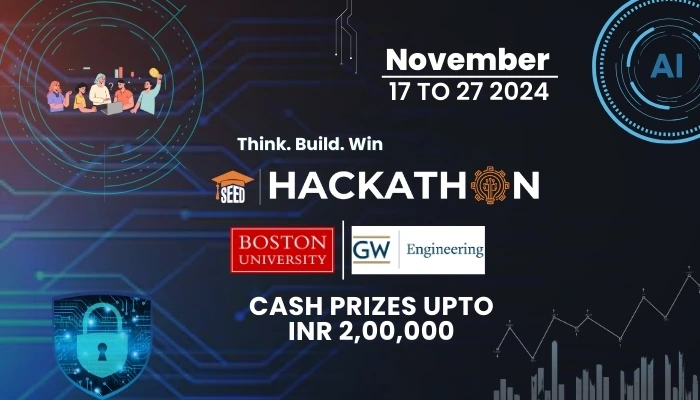 November
17 TO 27 2024
AI
Think. Build. Win
SEED HACKATHON
BOSTON
UNIVERSITY
GW Engineering
CASH PRIZES UPTO
INR 2,00,000